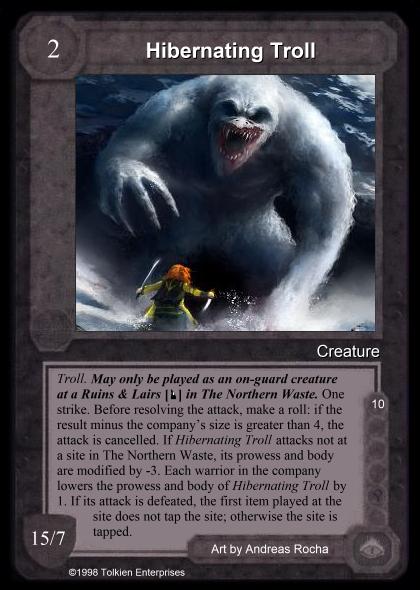 2
Hibernating Troll
Creature
Troll. May only be played as an on-guard creature
at a Ruins & Lairs [] in The Northern Waste. One
strike. Before resolving the attack, make a roll: if the
result minus the company's size is greater than 4, the
attack is cancelled. If Hibernating Troll attacks not at
a site in The Northern Waste, its prowess and body
are modified by -3. Each warrior in the company
lowers the prowess and body of Hibernating Troll by
1. If its attack is defeated, the first item played at the
site does not tap the site; otherwise the site is
tapped.
10
15/7
Art by Andreas Rocha
©1998 Tolkien Enterprises